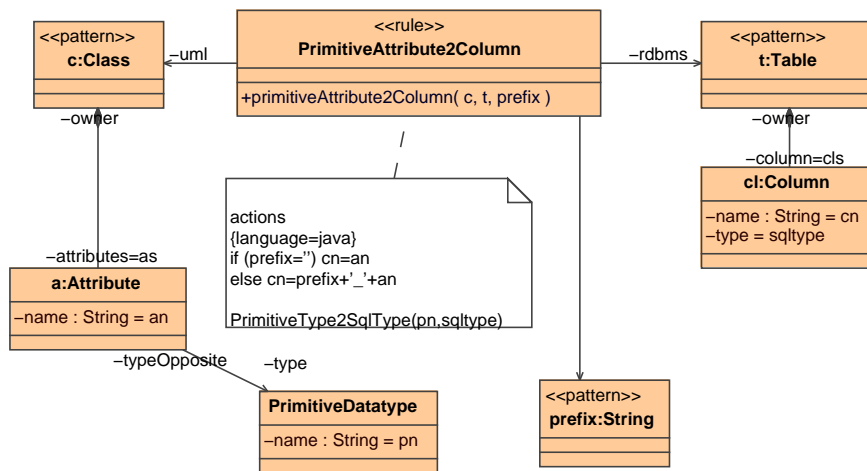 <<pattern>>
c:Class
−uml
<<rule>>
PrimitiveAttribute2Column
+primitiveAttribute2Column( c, t, prefix )
−rdbms
<<pattern>>
t:Table
−owner
−owner
−column=cls
cl:Column
−name : String = cn
−type = sqltype
actions
{language=java}
if (prefix='') cn=an
else cn=prefix+'_'+an
PrimitiveType2SqlType(pn,sqltype)
−attributes=as
a:Attribute
−name : String = an
−typeOpposite
−type
PrimitiveDatatype
−name : String = pn
<<pattern>>
prefix:String